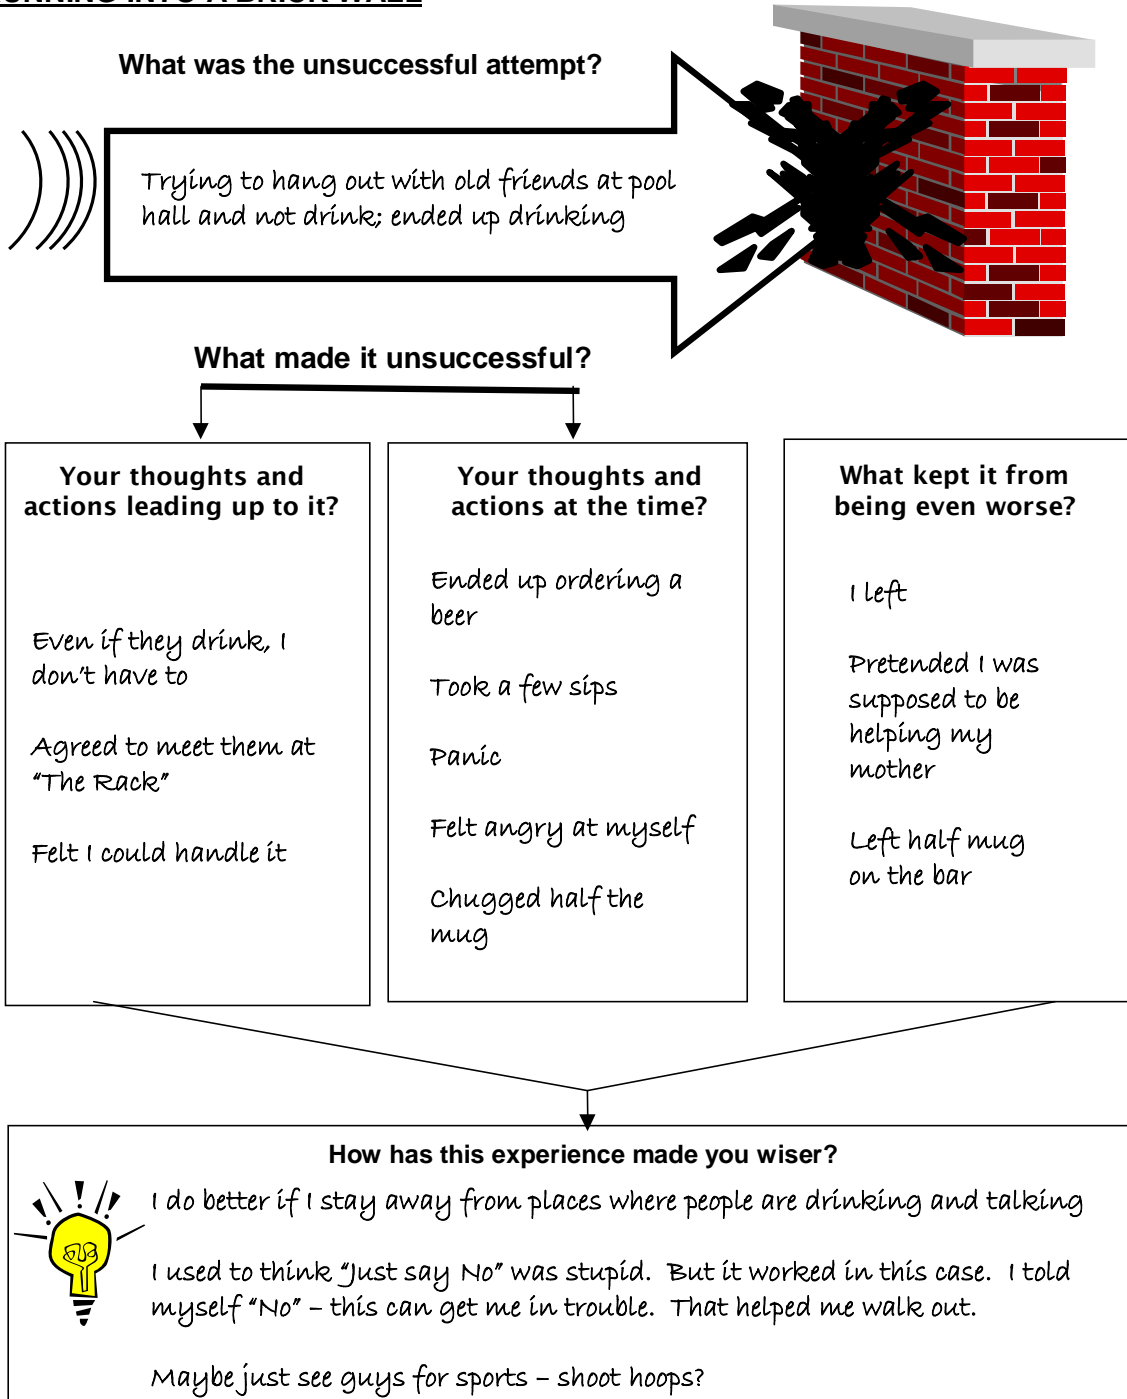 RUNNING INTO A BRICK WALL
What was the unsuccessful attempt?
Trying to hang out with old friends at pool
hall and not drink; ended up drinking
What made it unsuccessful?
Your thoughts and
actions leading up to it?
Even if they drink, I
don't have to
Agreed to meet them at
“The Rack”
Felt I could handle it
Your thoughts and
actions at the time?
Ended up ordering a
beer
Took a few sips
Panic
Felt angry at myself
Chugged half the
mug
What kept it from
being even worse?
I left
Pretended I was
supposed to be
helping my
mother
Left half mug
on the bar
How has this experience made you wiser?
I do better if I stay away from places where people are drinking and talking
I used to think “Just say No” was stupid.  But it worked in this case.  I told
myself “No” – this can get me in trouble.  That helped me walk out.
Maybe just see guys for sports – shoot hoops?